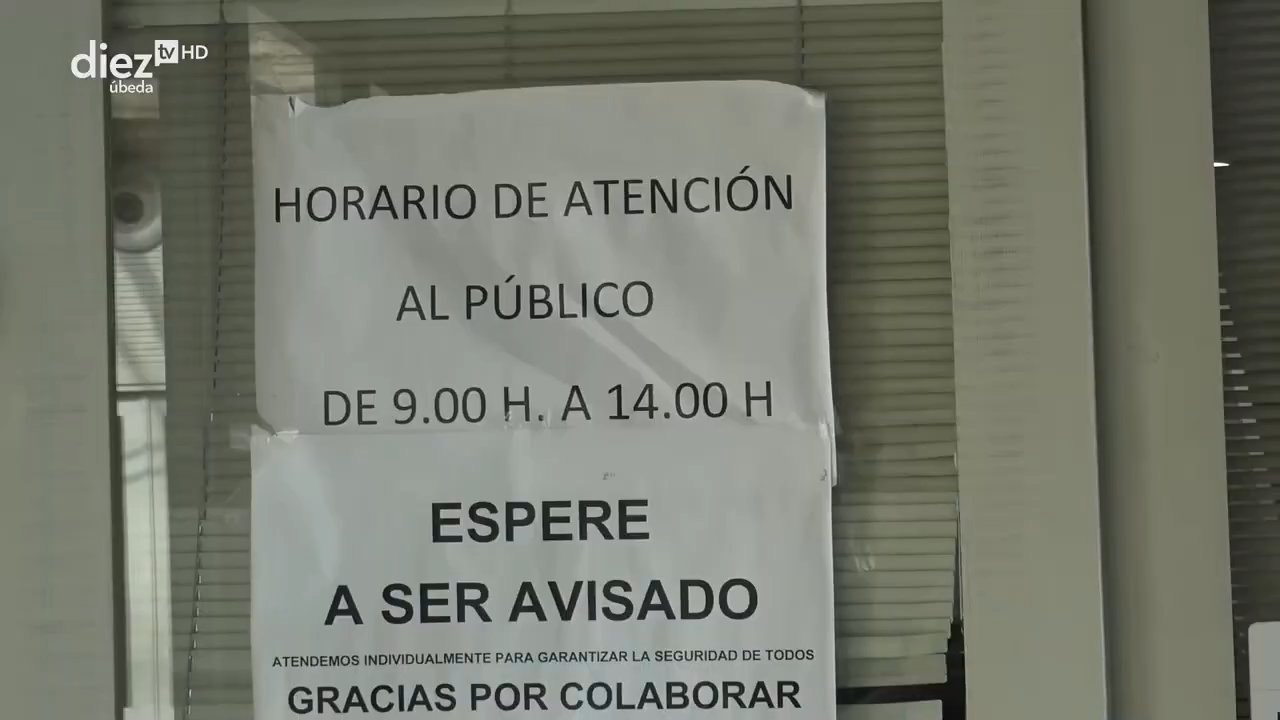 diez tv HD
úbeda
HORARIO DE ATENCIÓN
AL PÚBLICO
DE 9.00 H. A 14.00 H
ESPERE
A SER AVISADO
ATENDEMOS INDIVIDUALMENTE PARA GARANTIZAR LA SEGURIDAD DE TODOS
GRACIAS POR COLABORAR